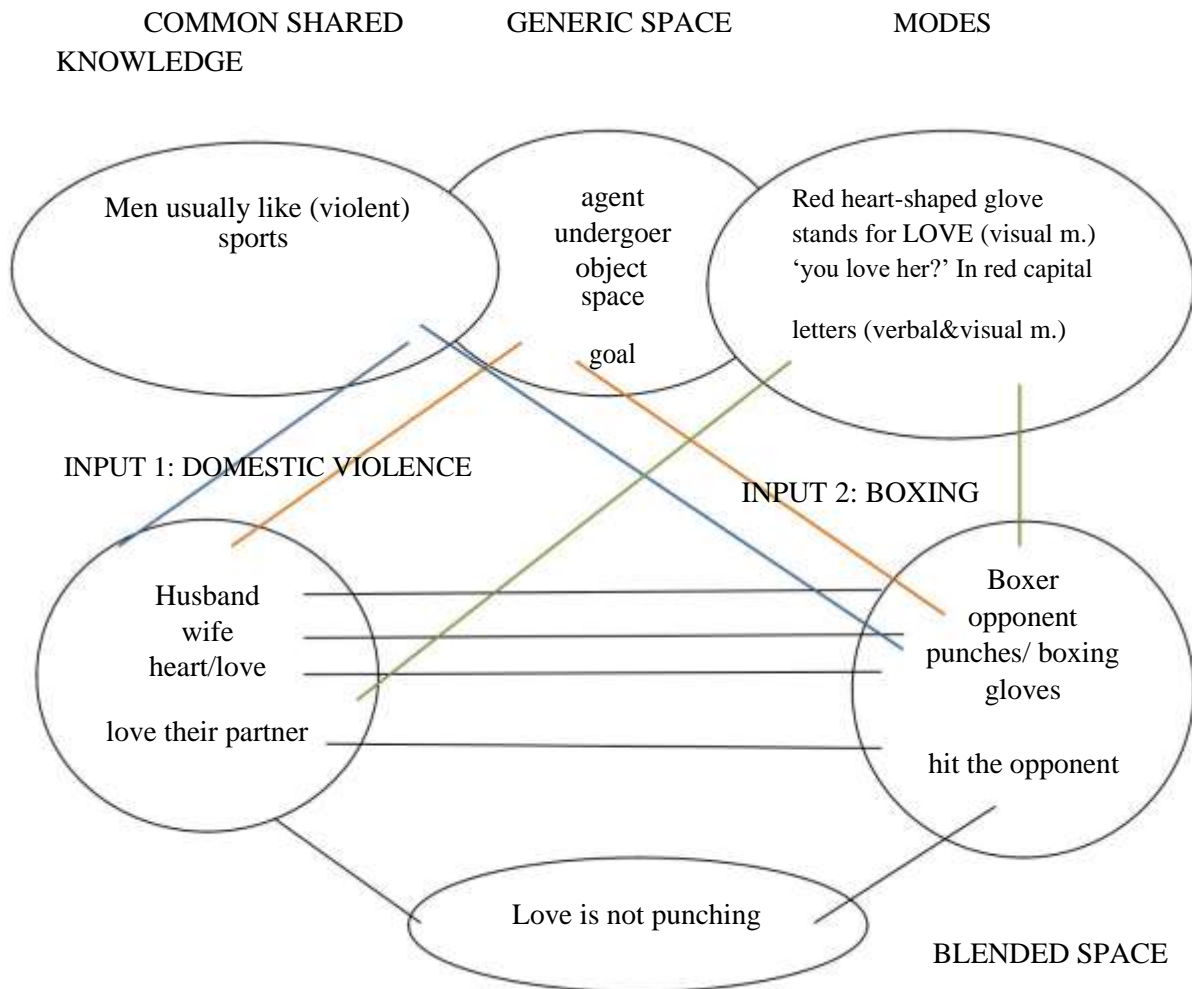 COMMON SHARED KNOWLEDGE
GENERIC SPACE
MODES
Men usually like (violent)
sports
agent
undergoer
object
space
goal
Red heart-shaped glove
stands for LOVE (visual m.)
‘you love her?’ In red capital
letters (verbal&visual m.)
INPUT 1: DOMESTIC VIOLENCE
INPUT 2: BOXING
Husband
wife
heart/love
love their partner
Boxer
opponent
punches/ boxing
gloves
hit the opponent
Love is not punching
BLENDED SPACE